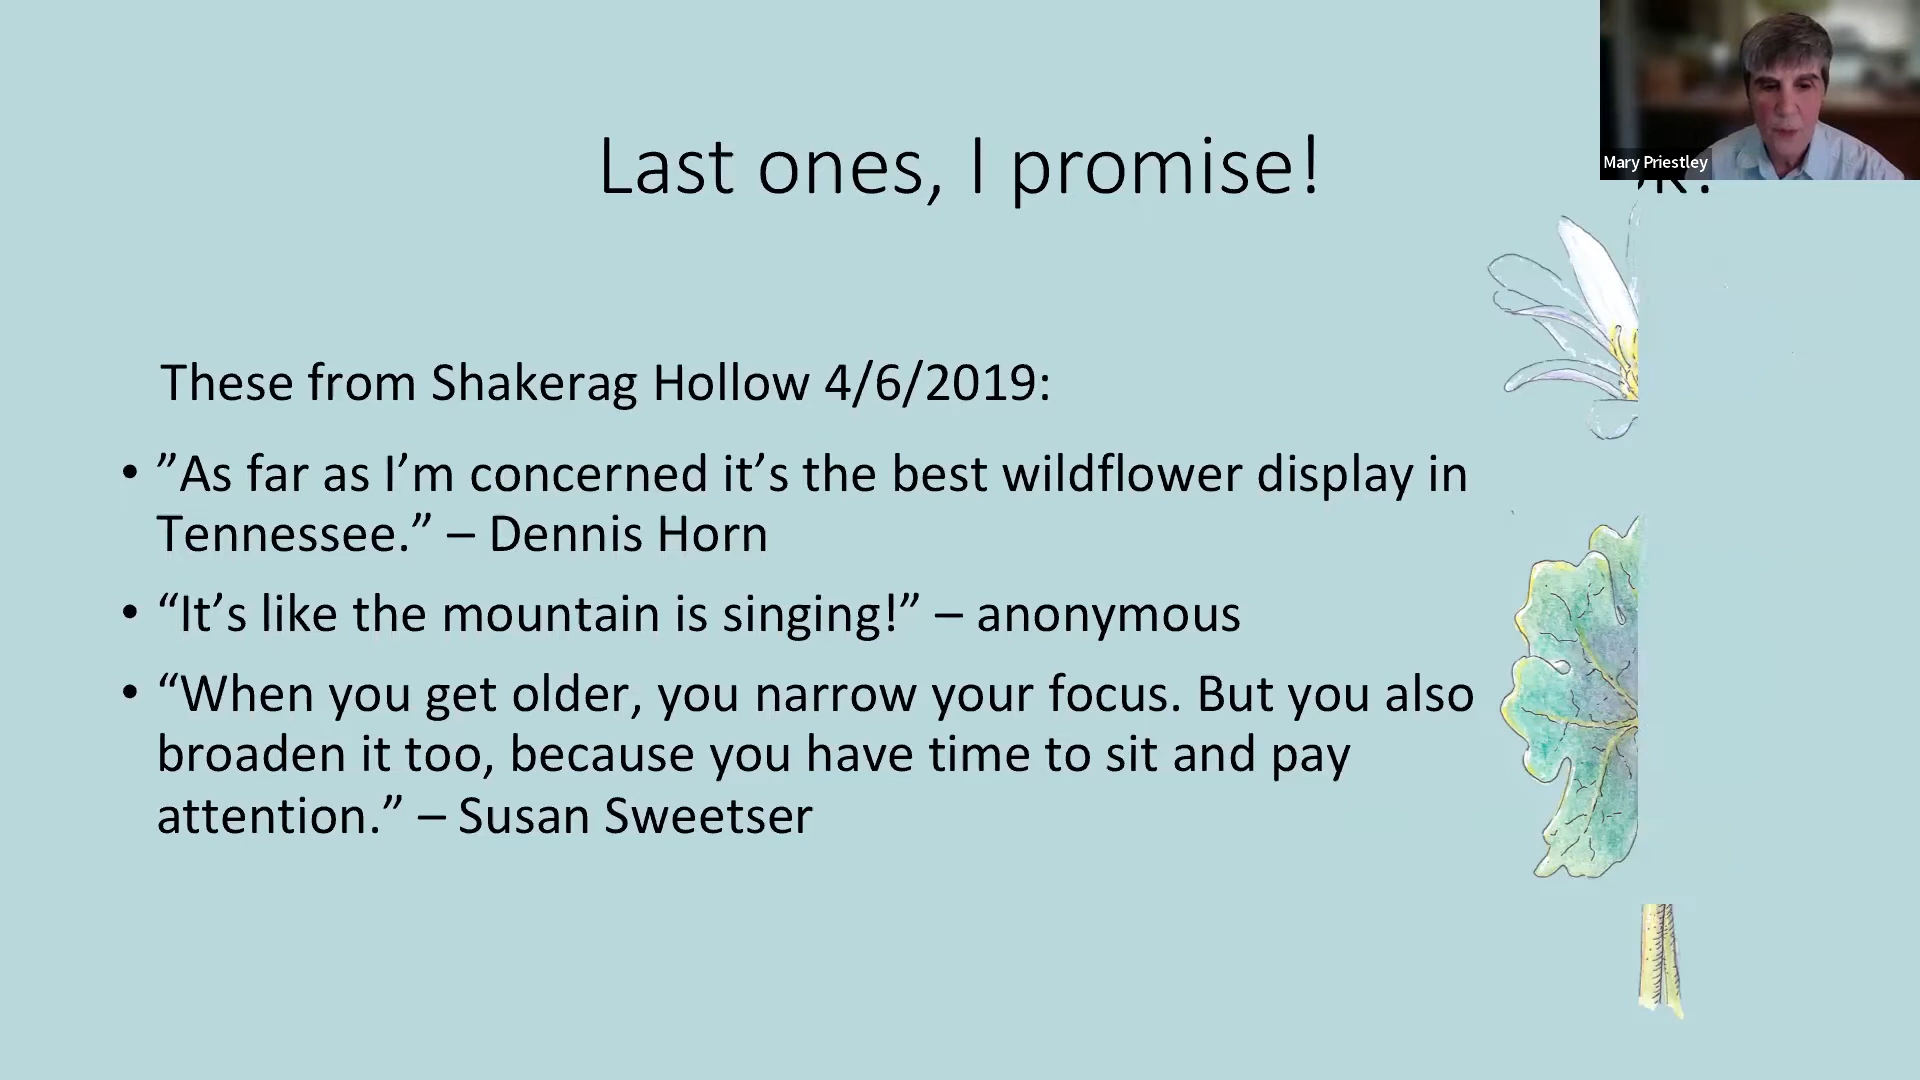 Last ones, I promise!
Mary Priestley
These from Shakerag Hollow 4/6/2019:
• ”As far as I’m concerned it’s the best wildflower display in
Tennessee.” – Dennis Horn
• “It’s like the mountain is singing!” – anonymous
• “When you get older, you narrow your focus. But you also
broaden it too, because you have time to sit and pay
attention.” – Susan Sweetser